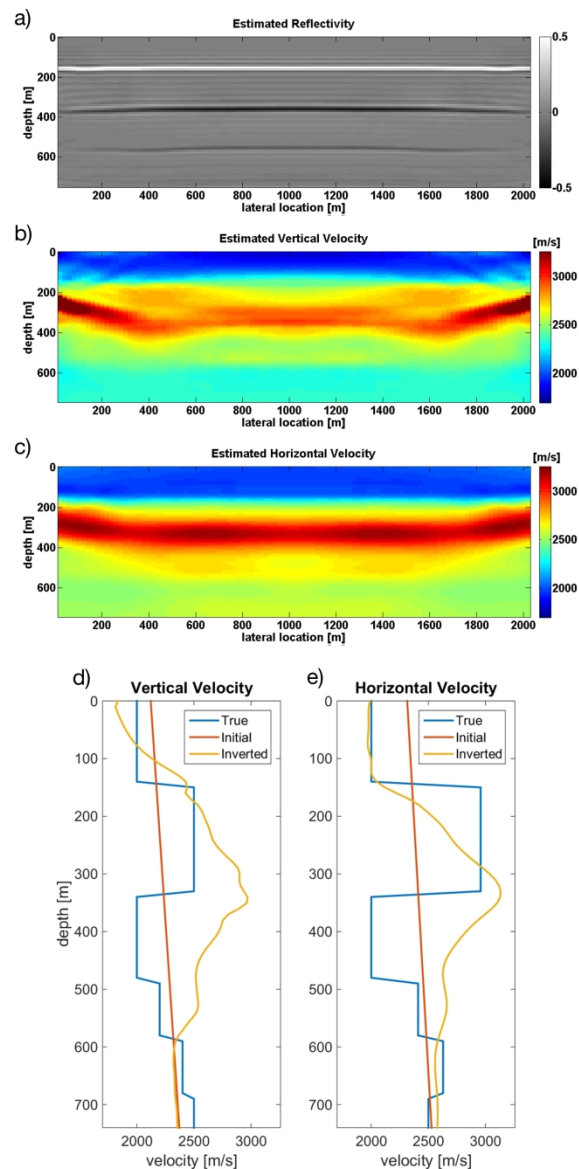 a)
Estimated Reflectivity
0
200
400
600
depth [m]
200 400 600 800 1000 1200 1400 1600 1800 2000
lateral location [m]
0.5
0
-0.5
b)
Estimated Vertical Velocity
[m/s]
0
200
400
600
depth [m]
200 400 600 800 1000 1200 1400 1600 1800 2000
lateral location [m]
3000
2500
2000
c)
Estimated Horizontal Velocity
[m/s]
0
200
400
600
depth [m]
200 400 600 800 1000 1200 1400 1600 1800 2000
lateral location [m]
3000
2500
2000
d)
Vertical Velocity
True
Initial
Inverted
0
100
200
300
400
500
600
700
depth [m]
2000 2500 3000
velocity [m/s]
e)
Horizontal Velocity
True
Initial
Inverted
0
100
200
300
400
500
600
700
2000 2500 3000
velocity [m/s]